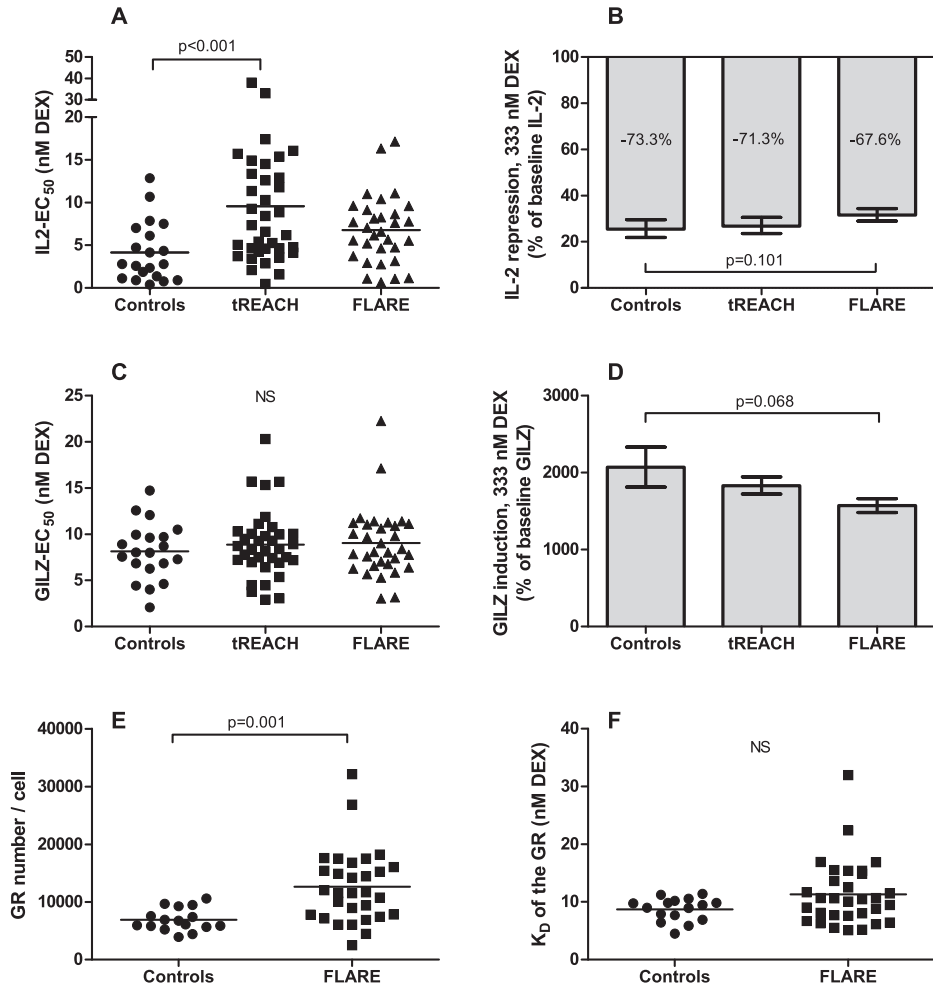 A
p<0.001
IL2-EC50 (nM DEX)
50
40
30
20
15
10
5
0
Controls
tREACH
FLARE
B
IL-2 repression, 333 nM DEX
(% of baseline IL-2)
100
80
60
40
20
0
-73.3%
-71.3%
-67.6%
p=0.101
Controls
tREACH
FLARE
C
NS
GILZ-EC50 (nM DEX)
25
20
15
10
5
0
Controls
tREACH
FLARE
D
p=0.068
GILZ induction, 333 nM DEX
(% of baseline GILZ)
3000
2000
1000
0
Controls
tREACH
FLARE
E
p=0.001
GR number / cell
40000
30000
20000
10000
0
Controls
FLARE
F
NS
KD of the GR (nM DEX)
40
30
20
10
0
Controls
FLARE